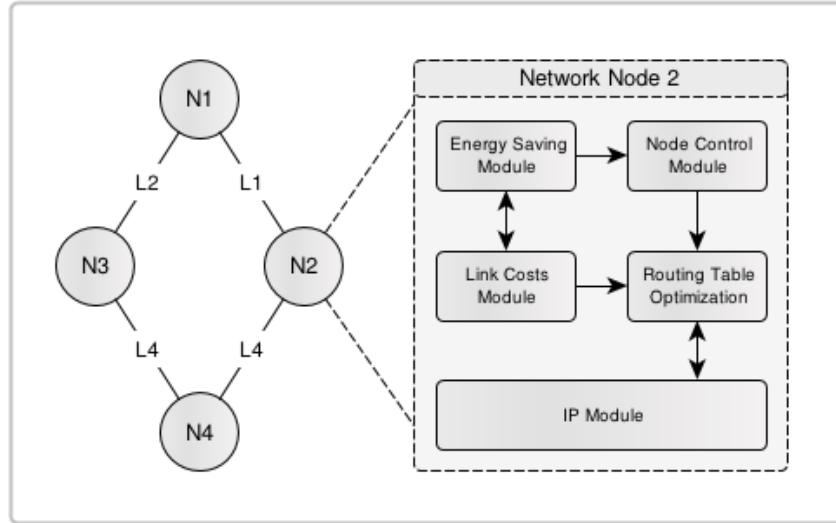 N1
L2
L1
N3
N2
L4
L4
N4
Network Node 2
Energy Saving
Module
Node Control
Module
Link Costs
Module
Routing Table
Optimization
IP Module